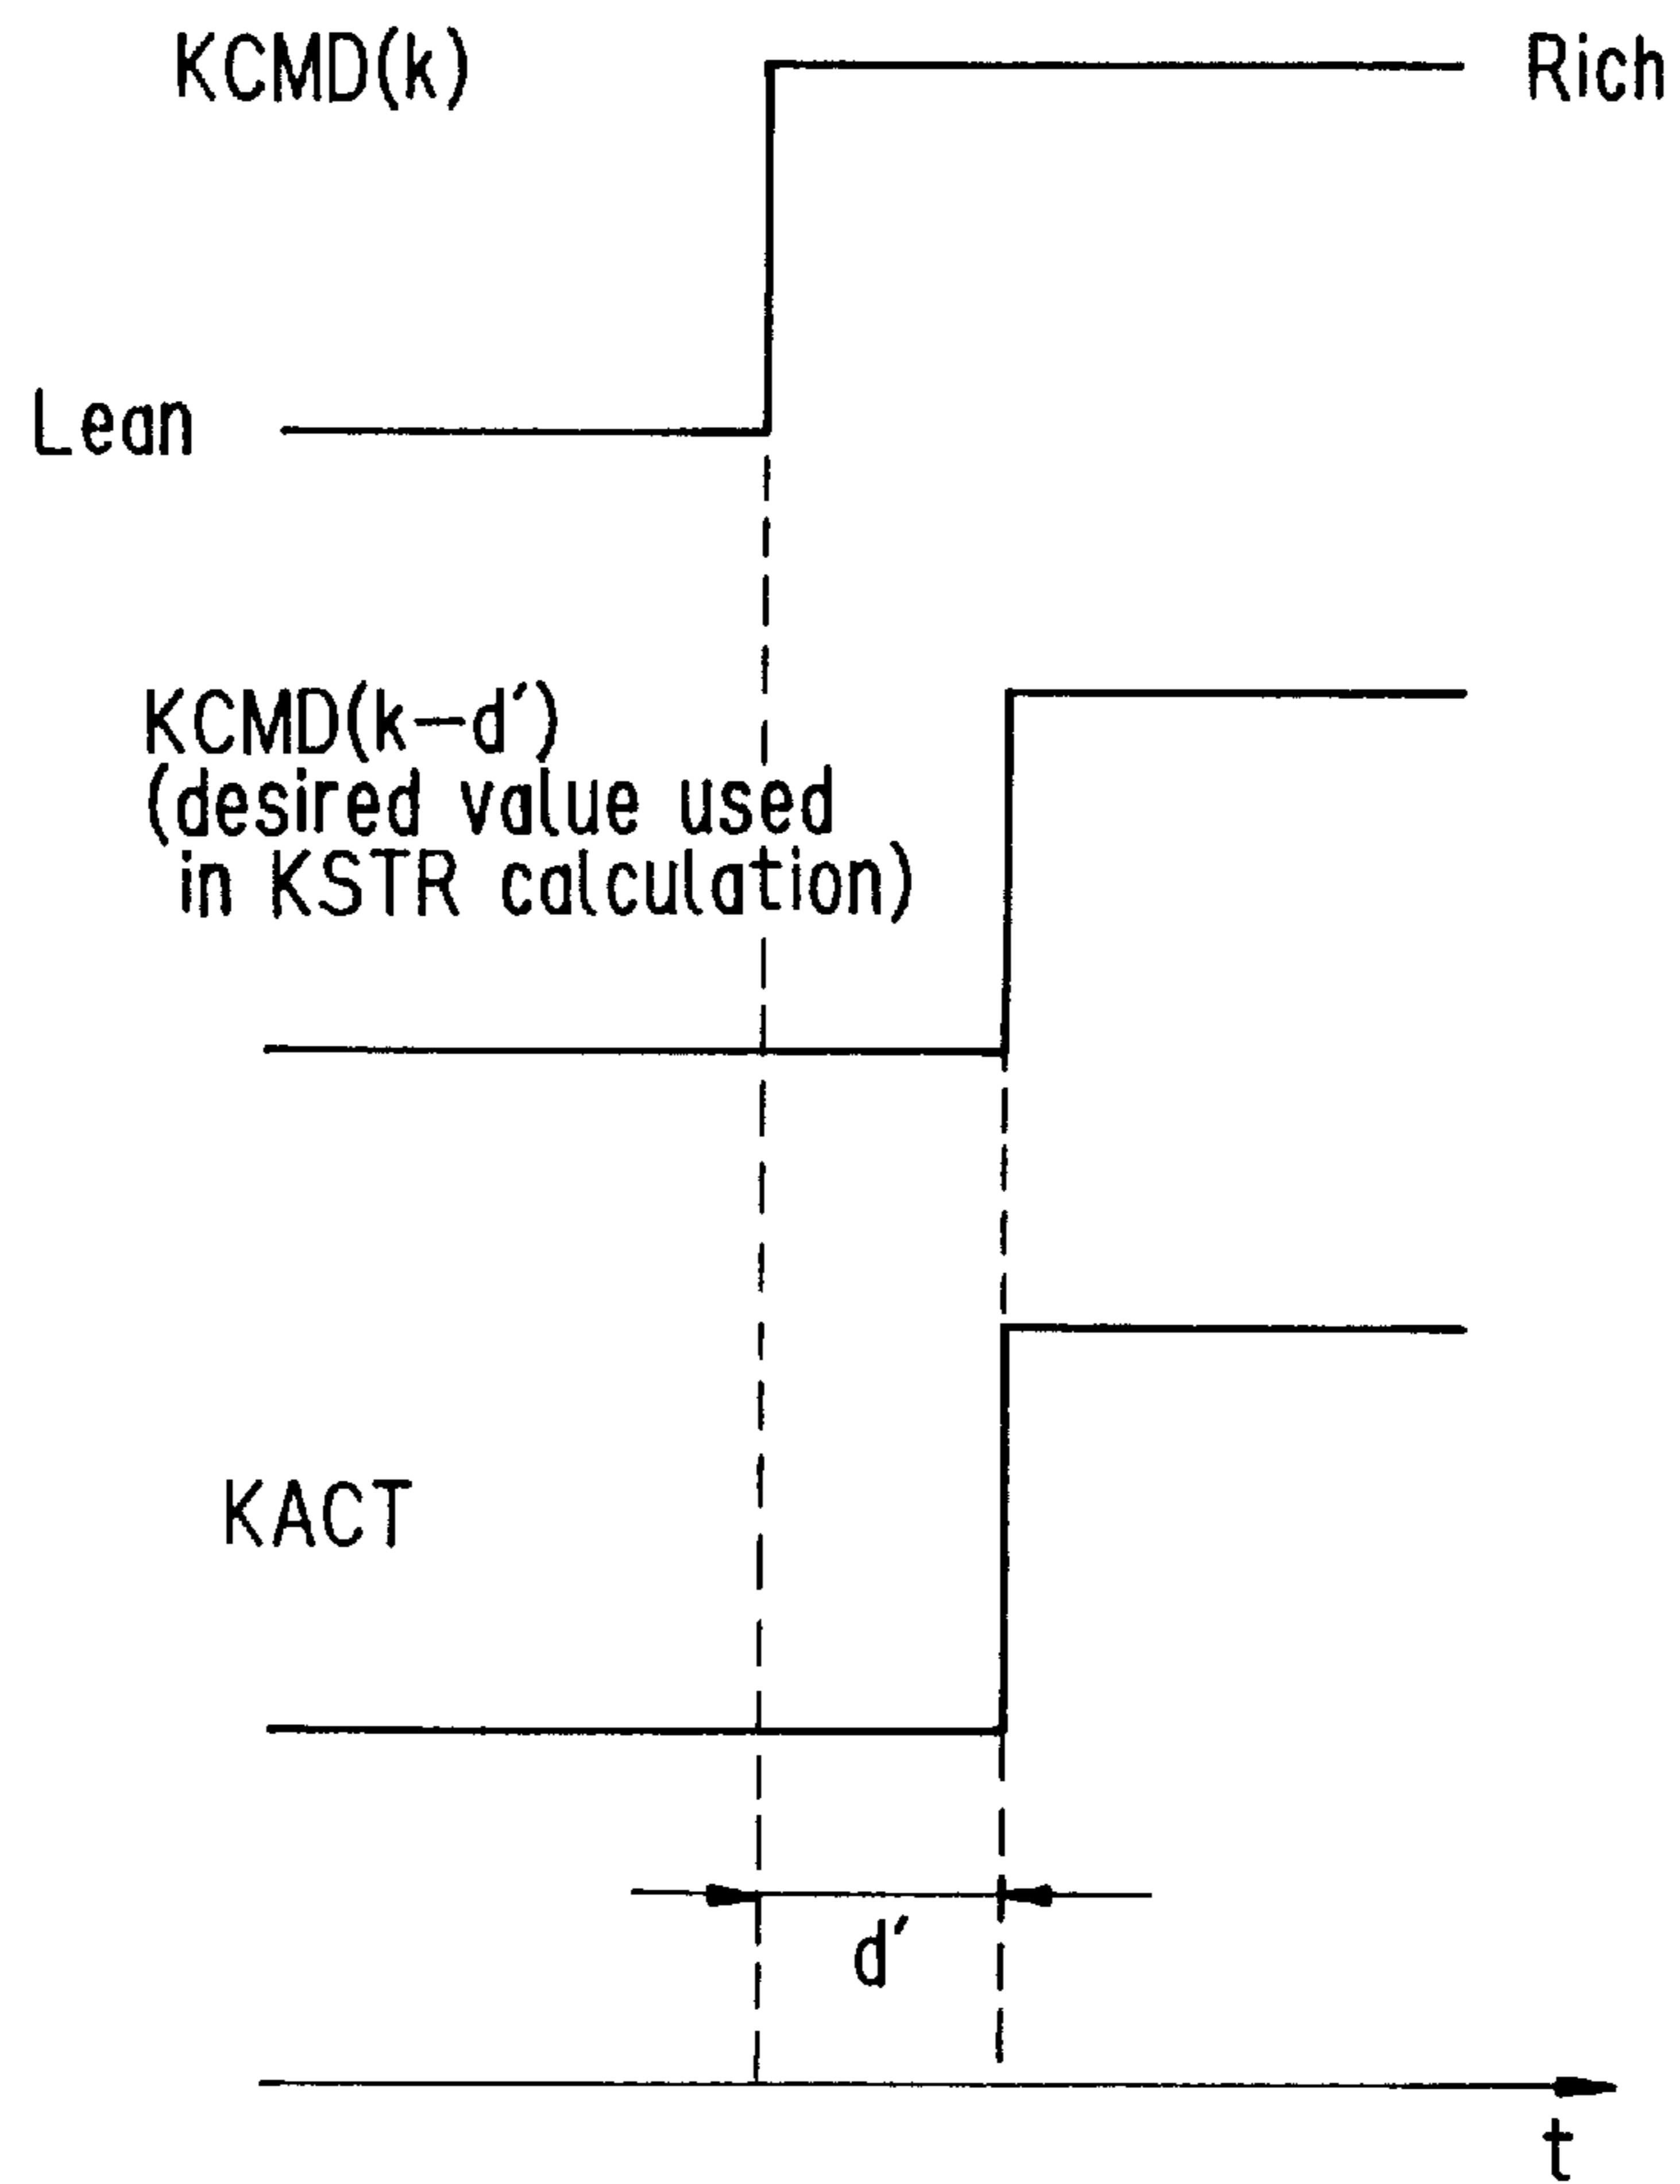 KCMD(k)
Rich
Lean
KCMD(k-d′)
(desired value used
in KSTR calculation)
KACT
d′
t